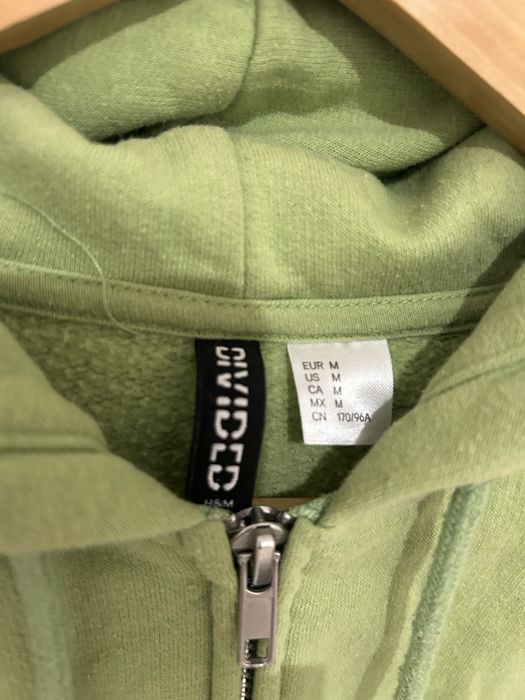 DIVIDED
H&M
EUR M
US M
CA M
MX M
CN 170/96A